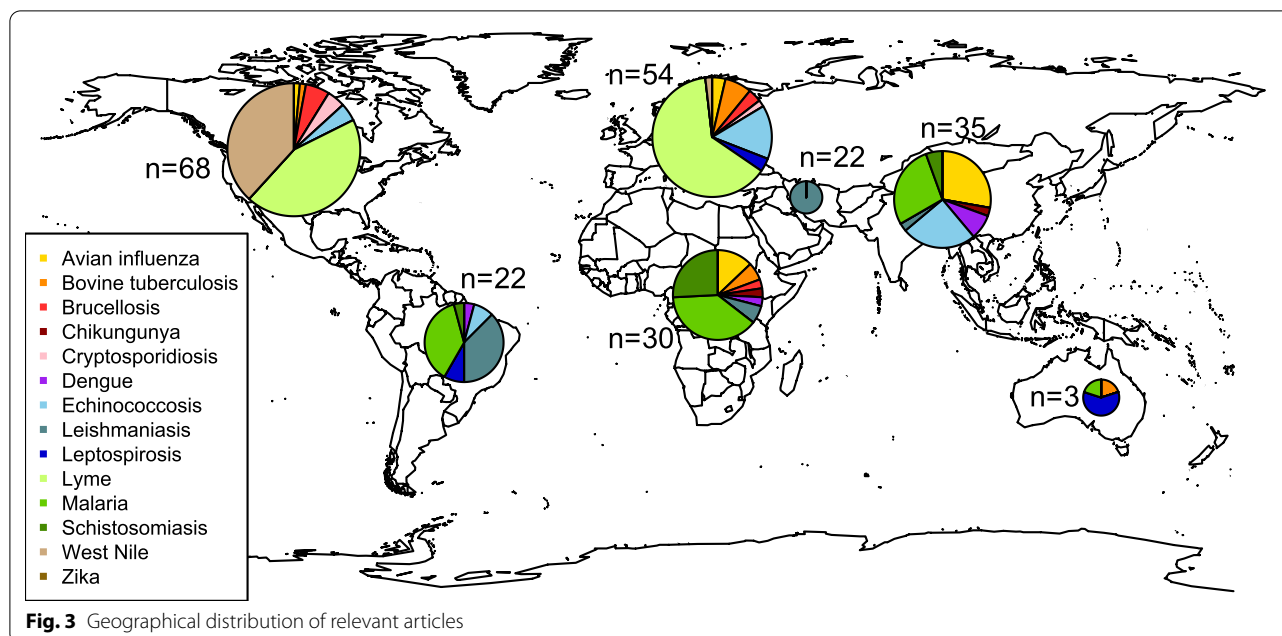 n=54
n=35
n=68
n=22
n=22
n=30
n=3
Avian influenza
Bovine tuberculosis
Brucellosis
Chikungunya
Cryptosporidiosis
Dengue
Echinococcosis
Leishmaniasis
Leptospirosis
Lyme
Malaria
Schistosomiasis
West Nile
Zika
Fig. 3 Geographical distribution of relevant articles